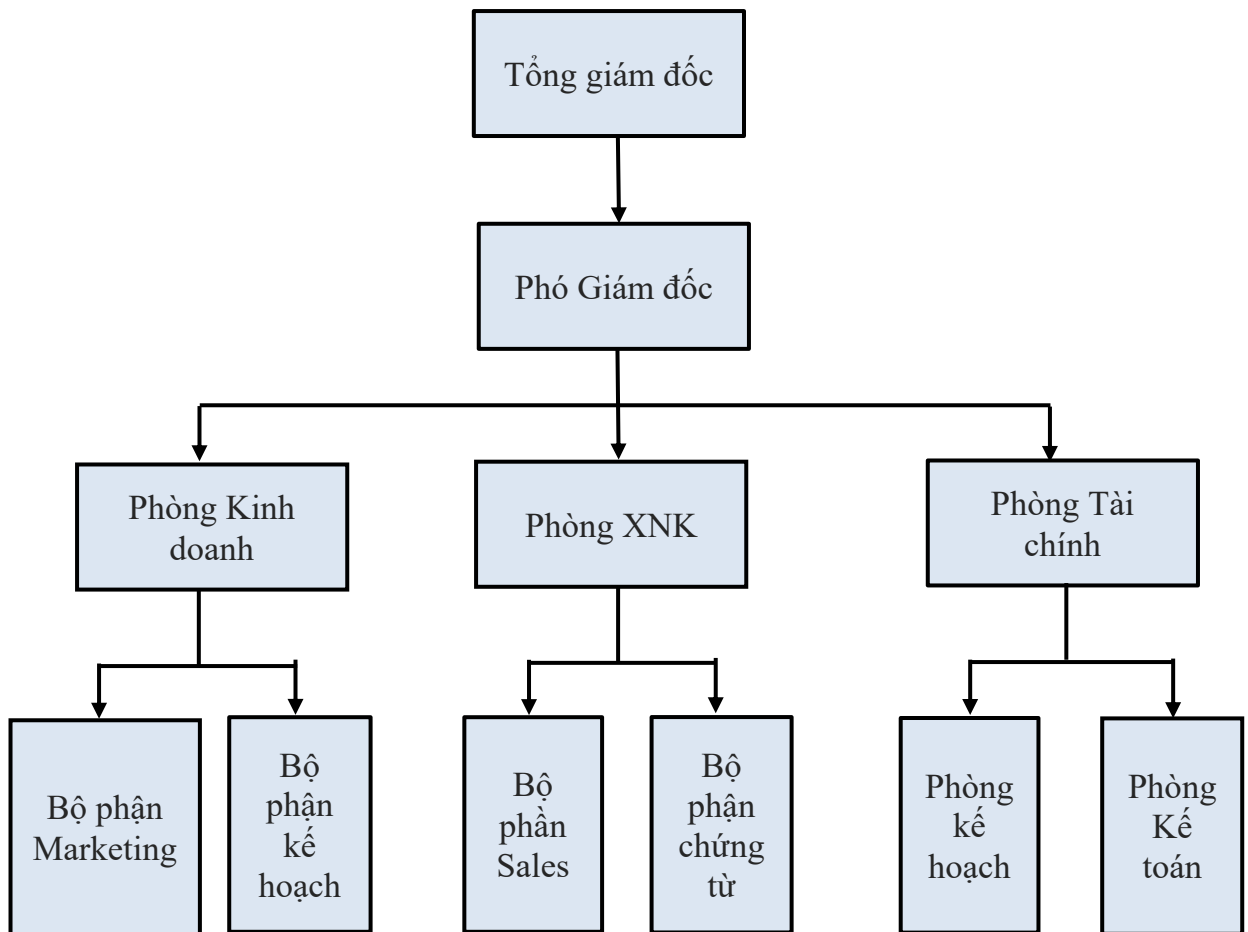 Tổng giám đốc
Phó Giám đốc
Phòng Kinh
doanh
Phòng XNK
Phòng Tài
chính
Bộ phận
Marketing
Bộ
phận
kế
hoạch
Bộ
phần
Sales
Bộ
phận
chứng
từ
Phòng
kế
hoạch
Phòng
Kế
toán